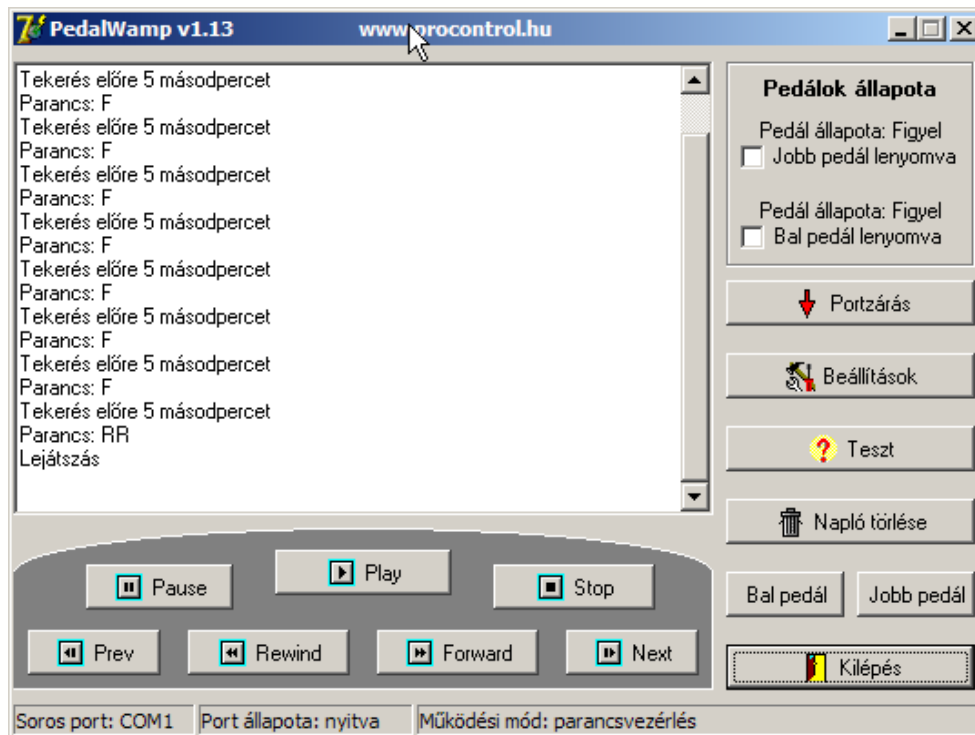 PedalWamp v1.13 www.procontrol.hu
Tekerés előre 5 másodpercet
Parancs: F
Tekerés előre 5 másodpercet
Parancs: F
Tekerés előre 5 másodpercet
Parancs: F
Tekerés előre 5 másodpercet
Parancs: F
Tekerés előre 5 másodpercet
Parancs: F
Tekerés előre 5 másodpercet
Parancs: F
Tekerés előre 5 másodpercet
Parancs: F
Tekerés előre 5 másodpercet
Parancs: RR
Lejátszás
Pedálok állapota
Pedál állapota: Figyel
Jobb pedál lenyomva
Pedál állapota: Figyel
Bal pedál lenyomva
Portzárás
Beállítások
Teszt
Napló törlése
Bal pedál Jobb pedál
Kilépés
Pause Play Stop
Prev Rewind Forward Next
Soros port: COM1 Port állapota: nyitva Működési mód: parancsvezérlés